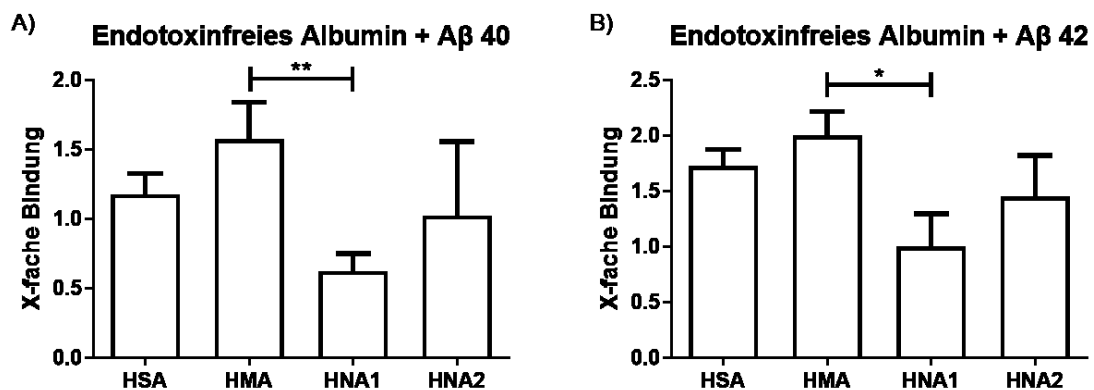 A)
Endotoxinfreies Albumin + Aβ 40
X-fache Bindung
2.0
1.5
1.0
0.5
0.0
**
HSA HMA HNA1 HNA2
B)
Endotoxinfreies Albumin + Aβ 42
X-fache Bindung
2.5
2.0
1.5
1.0
0.5
0.0
*
HSA HMA HNA1 HNA2